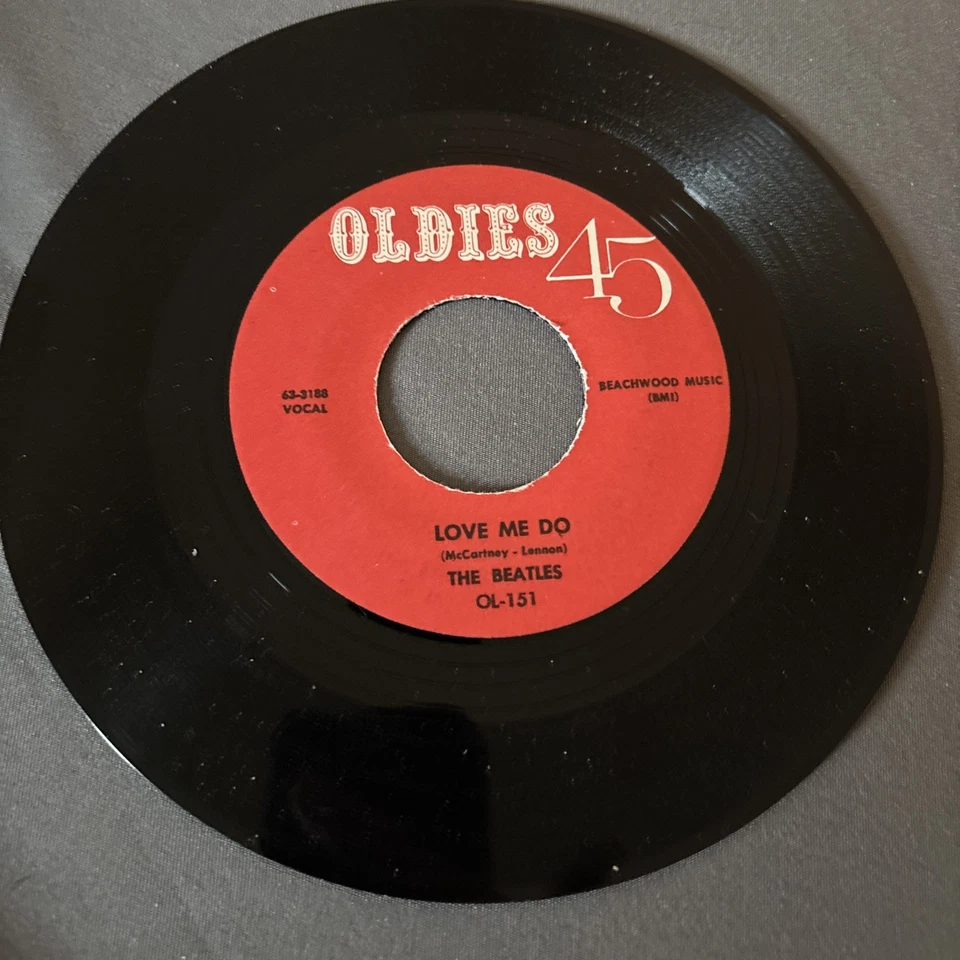 OLDIES 45
63-3188
VOCAL
BEACHWOOD MUSIC
(BMI)
LOVE ME DO
(McCartney - Lennon)
THE BEATLES
OL-151